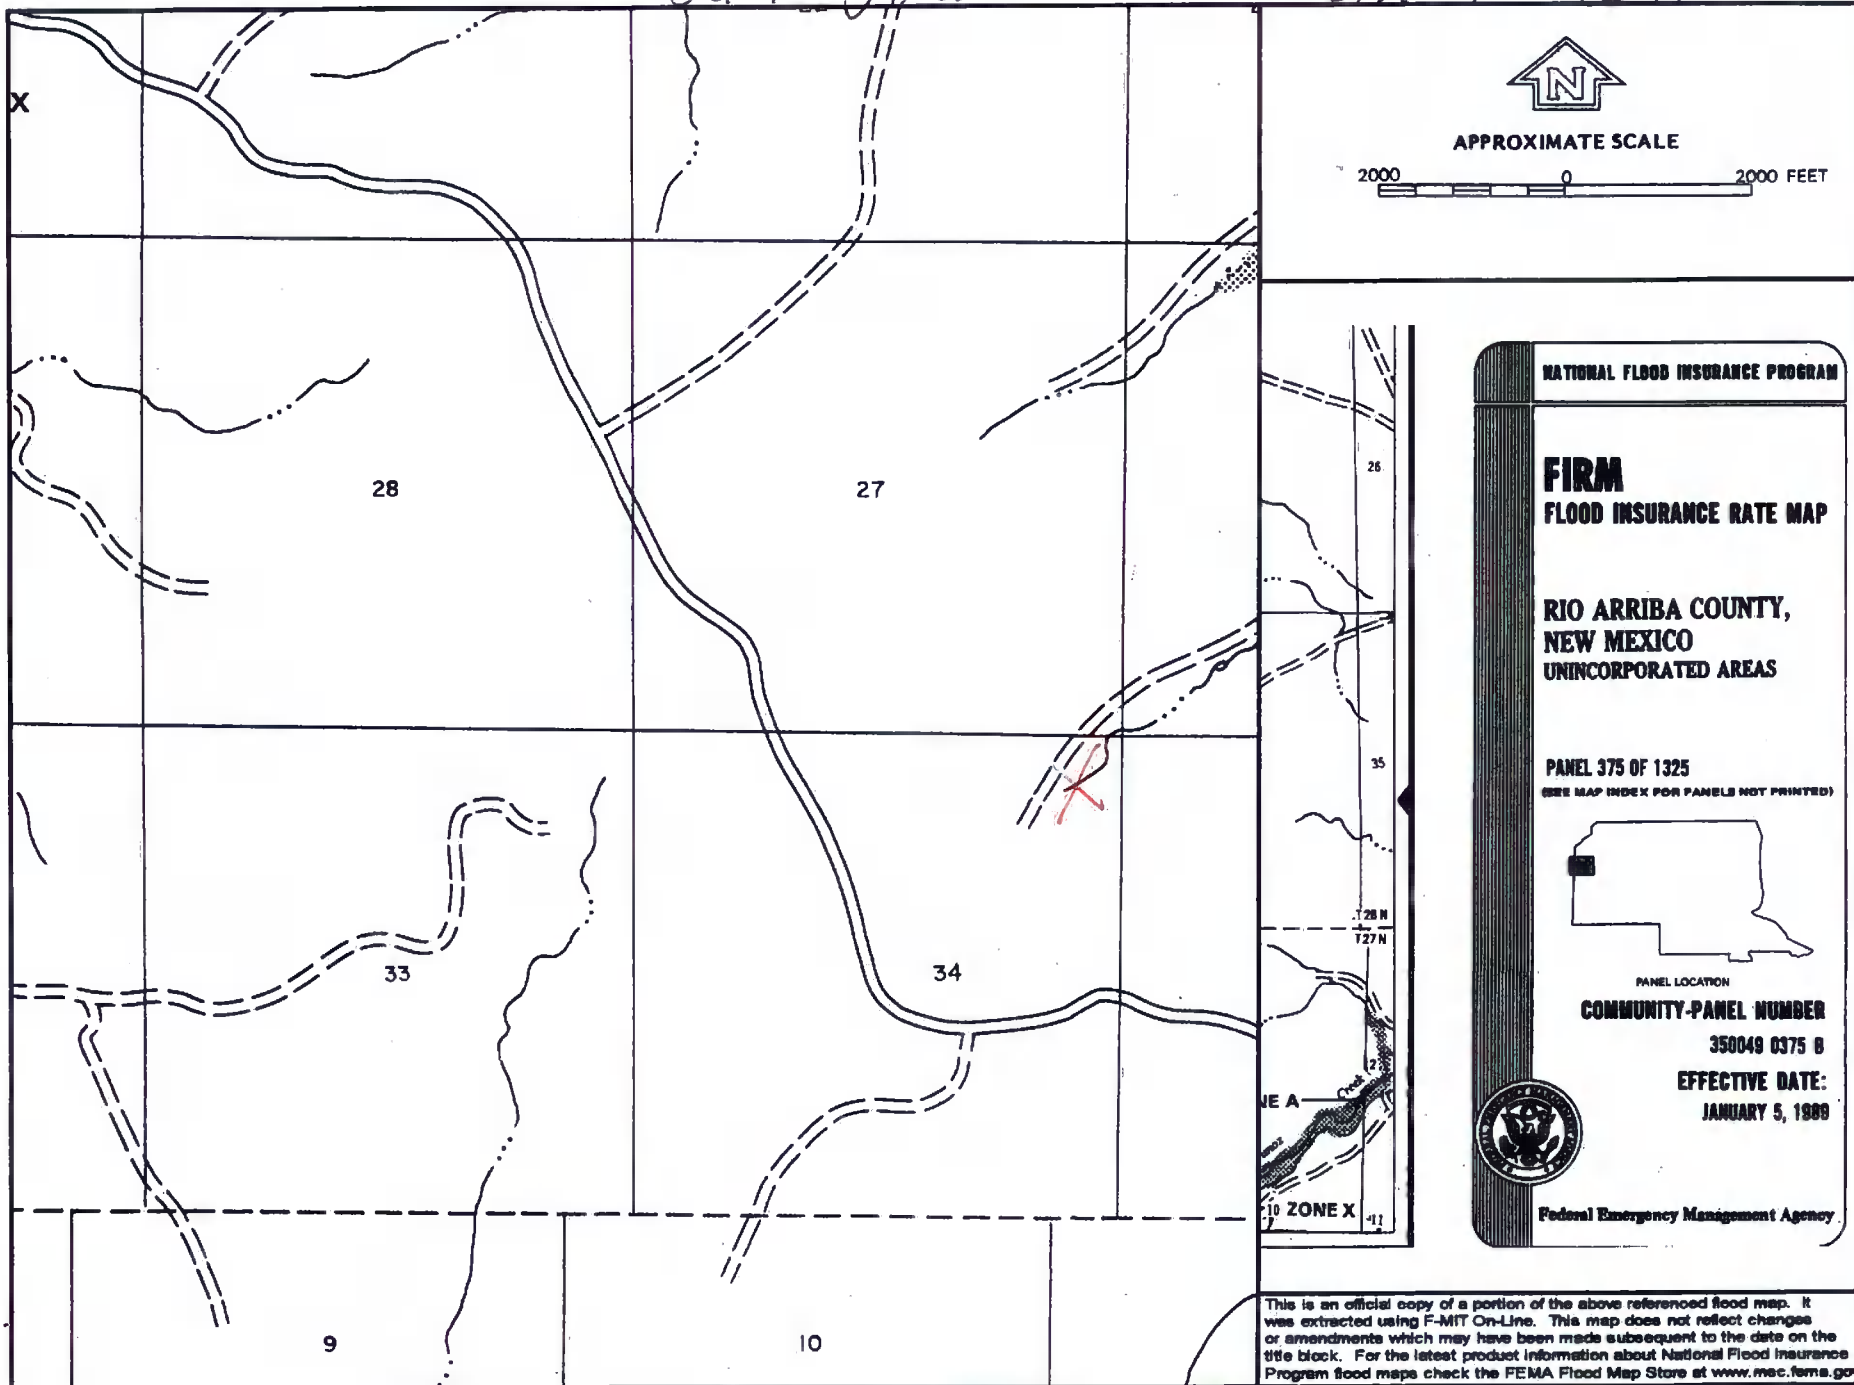 X
28
27
33
34
9
10
N
APPROXIMATE SCALE
2000 0 2000 FEET
26
35
T28N
T27N
2
Creek
NE A
10 ZONE X 11
NATIONAL FLOOD INSURANCE PROGRAM
FIRM
FLOOD INSURANCE RATE MAP
RIO ARRIBA COUNTY,
NEW MEXICO
UNINCORPORATED AREAS
PANEL 375 OF 1325
(SEE MAP INDEX FOR PANELS NOT PRINTED)
PANEL LOCATION
COMMUNITY-PANEL NUMBER
350049 0375 B
EFFECTIVE DATE:
JANUARY 5, 1989
Federal Emergency Management Agency
This is an official copy of a portion of the above referenced flood map. It
was extracted using F-MIT On-Line. This map does not reflect changes
or amendments which may have been made subsequent to the date on the
title block. For the latest product information about National Flood Insurance
Program flood maps check the FEMA Flood Map Store at www.msc.fema.go